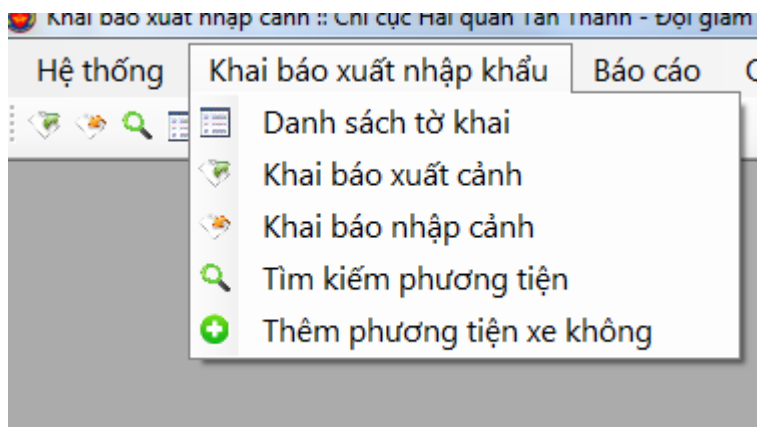 Khai báo xuất nhập cảnh :: Chi cục Hải quan Tân Thanh - Đội giám
Hệ thống Khai báo xuất nhập khẩu Báo cáo
Danh sách tờ khai
Khai báo xuất cảnh
Khai báo nhập cảnh
Tìm kiếm phương tiện
Thêm phương tiện xe không